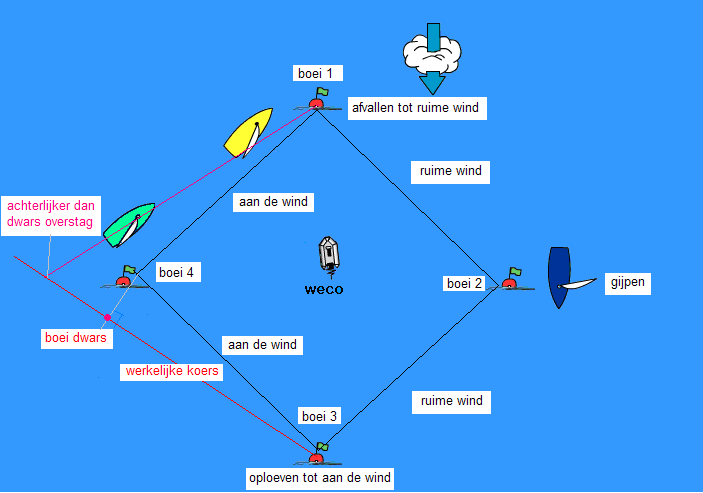 boei 1
afvallen tot ruime wind
ruime wind
achterlijker dan
dwars overstag
aan de wind
boei 4
weco
boei 2
gijpen
boei dwars
aan de wind
werkelijke koers
ruime wind
boei 3
oploeven tot aan de wind